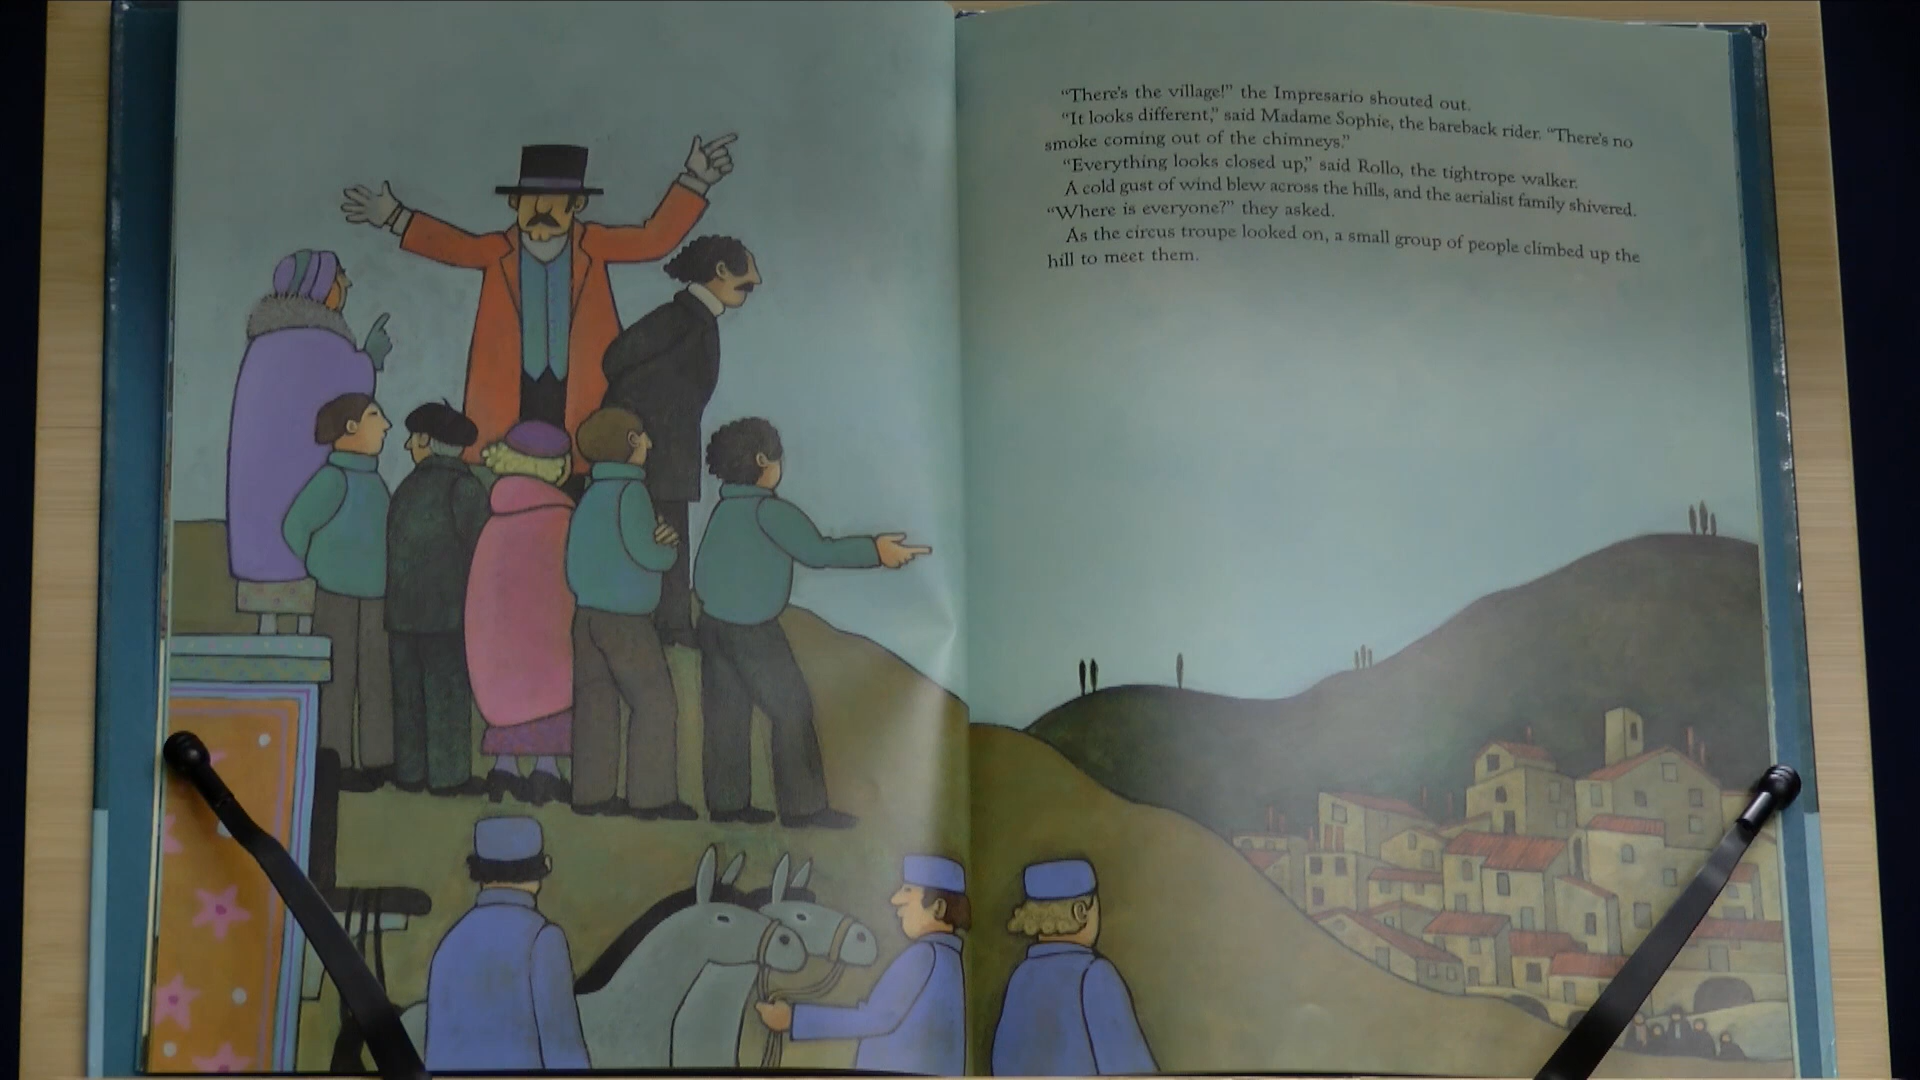 “There's the village!” the Impresario shouted out.
“It looks different,” said Madame Sophie, the bareback rider. “There's no
smoke coming out of the chimneys.”
“Everything looks closed up,” said Rollo, the tightrope walker.
A cold gust of wind blew across the hills, and the aerialist family shivered.
“Where is everyone?” they asked.
As the circus troupe looked on, a small group of people climbed up the
hill to meet them.